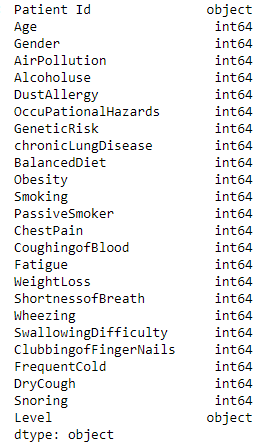 Patient Id object
Age int64
Gender int64
AirPollution int64
Alcoholuse int64
DustAllergy int64
OccuPationalHazards int64
GeneticRisk int64
chronicLungDisease int64
BalancedDiet int64
Obesity int64
Smoking int64
PassiveSmoker int64
ChestPain int64
CoughingofBlood int64
Fatigue int64
WeightLoss int64
ShortnessofBreath int64
Wheezing int64
SwallowingDifficulty int64
ClubbingofFingerNails int64
FrequentCold int64
DryCough int64
Snoring int64
Level object
dtype: object